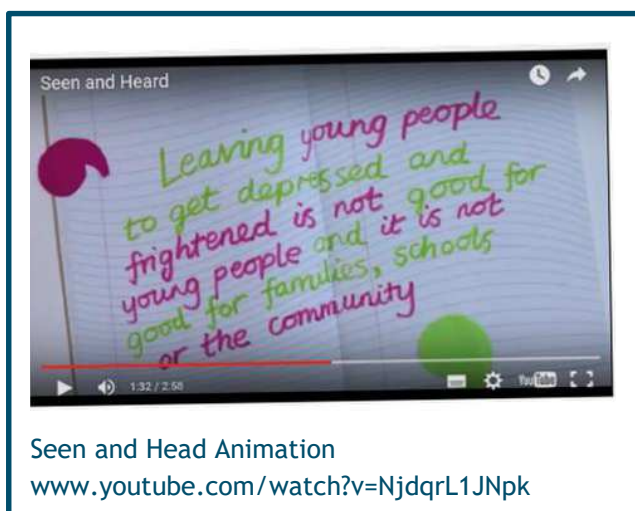 Seen and Heard
Leaving young people
to get depressed and
frightened is not good for
young people and it is not
good for families, schools
or the community
1:32 / 2:58
YouTube
Seen and Head Animation
www.youtube.com/watch?v=NjdqrL1JNpk